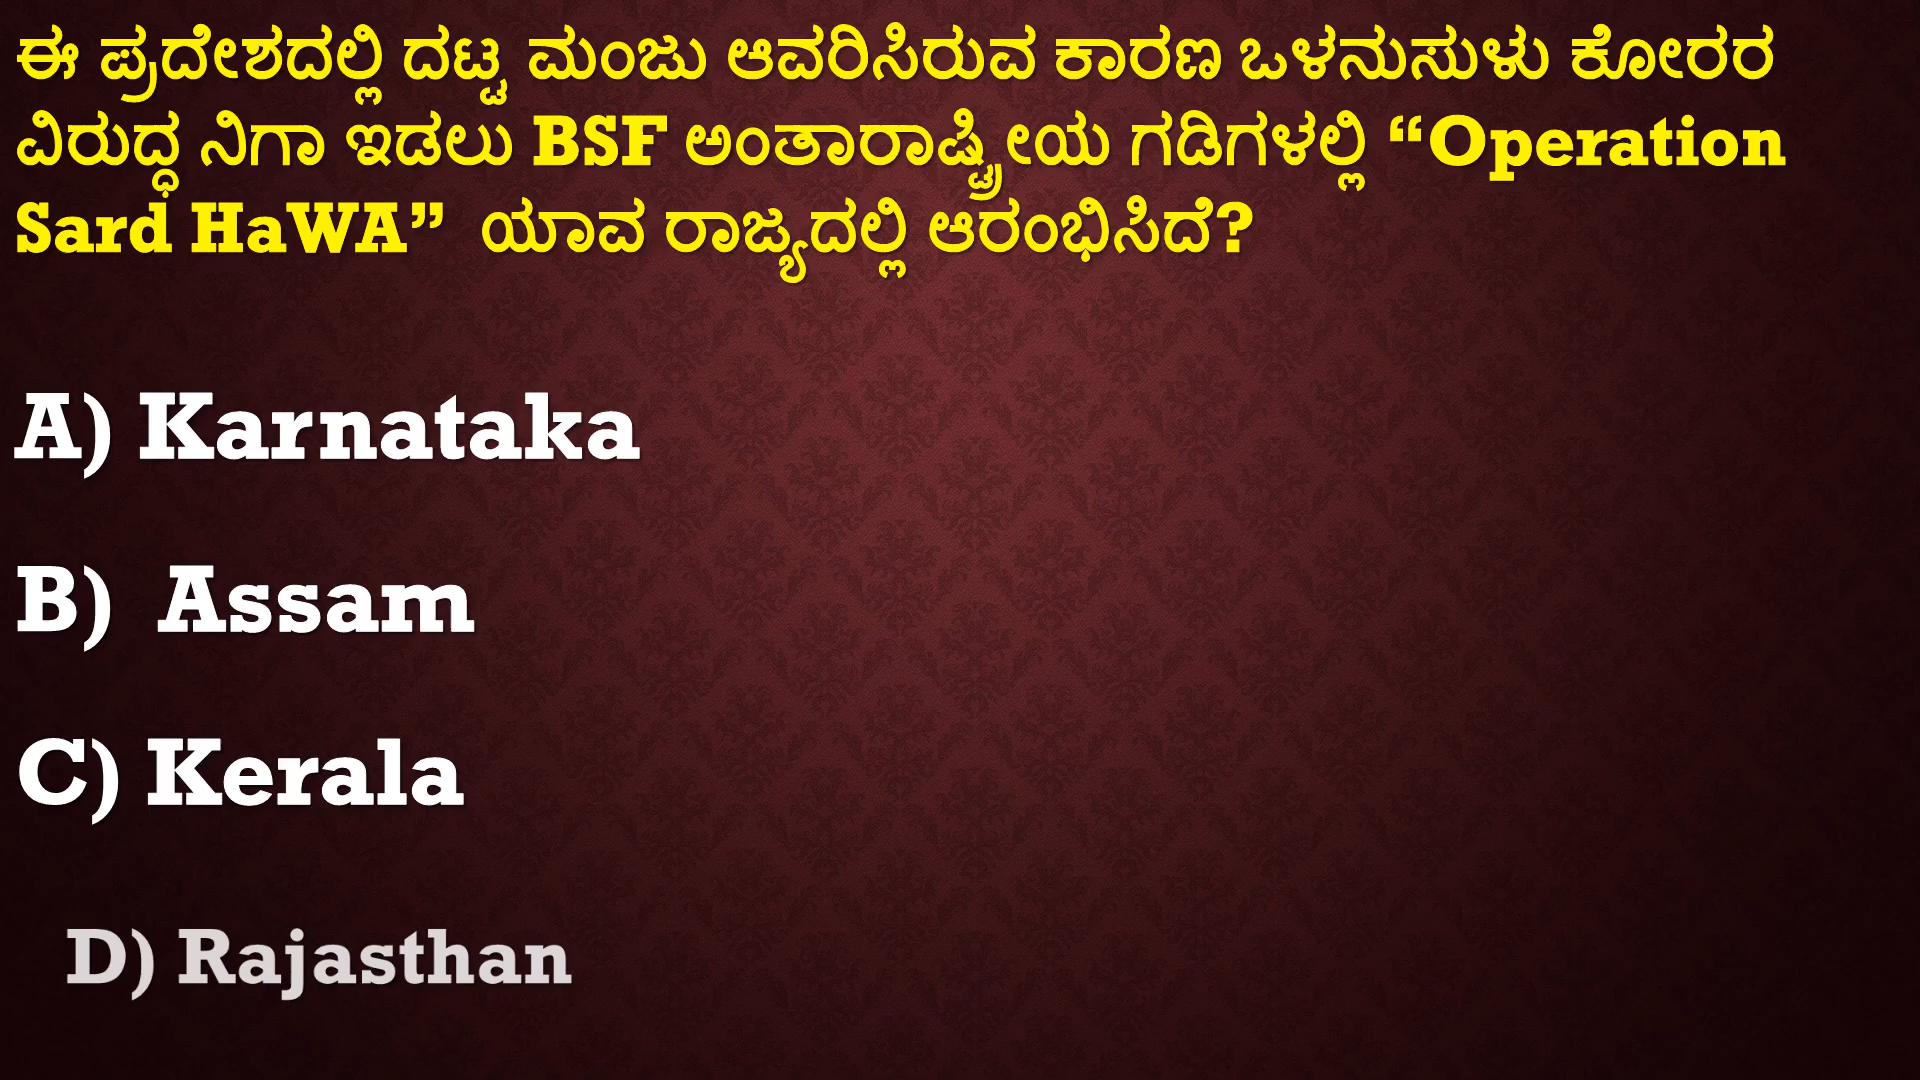 ಈ ಪ್ರದೇಶದಲ್ಲಿ ದಟ್ಟ ಮಂಜು ಆವರಿಸಿರುವ ಕಾರಣ ಒಳನುಸುಳು ಕೋರರ
ವಿರುದ್ಧ ನಿಗಾ ಇಡಲು BSF ಅಂತಾರಾಷ್ಟ್ರೀಯ ಗಡಿಗಳಲ್ಲಿ “Operation
Sard HaWA” ಯಾವ ರಾಜ್ಯದಲ್ಲಿ ಆರಂಭಿಸಿದೆ?
A) Karnataka
B) Assam
C) Kerala
D) Rajasthan